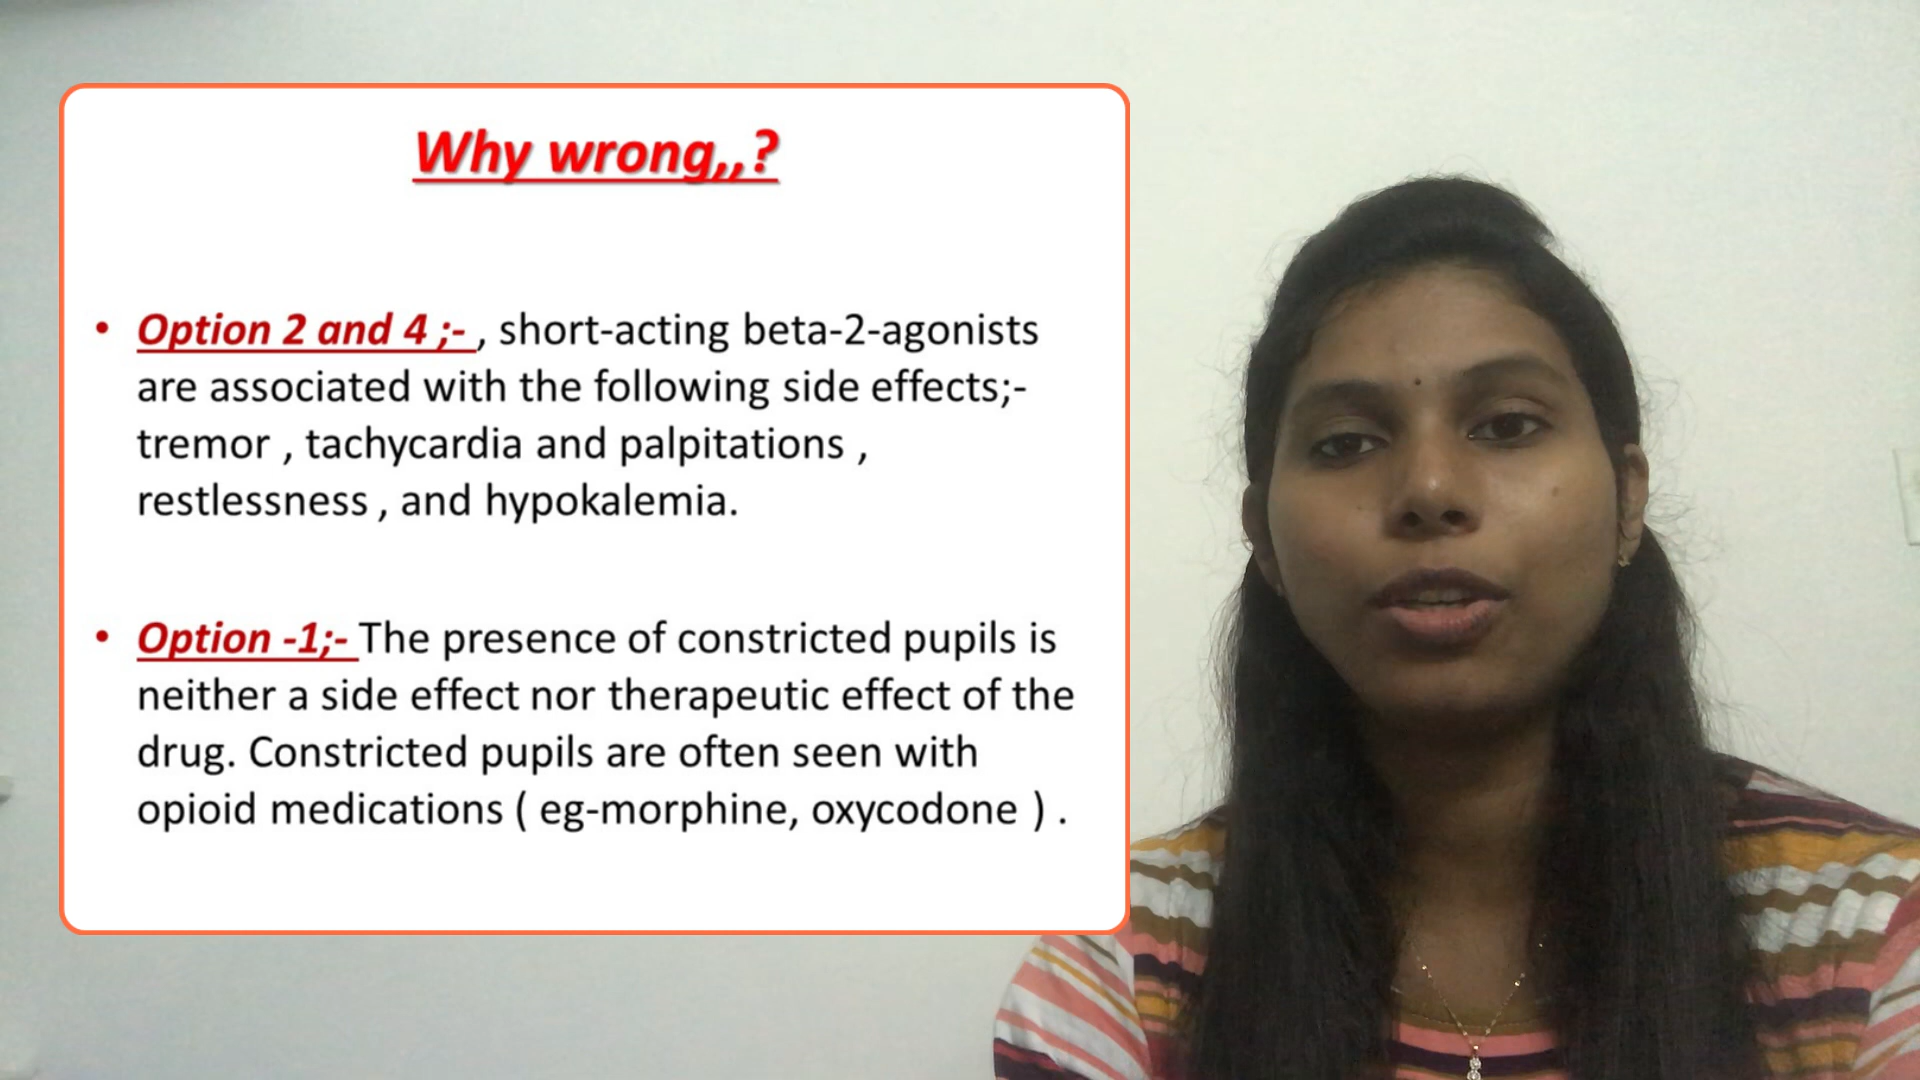 Why wrong,,?
• Option 2 and 4 ;- , short-acting beta-2-agonists
are associated with the following side effects;-
tremor , tachycardia and palpitations ,
restlessness , and hypokalemia.
• Option -1;- The presence of constricted pupils is
neither a side effect nor therapeutic effect of the
drug. Constricted pupils are often seen with
opioid medications ( eg-morphine, oxycodone ) .